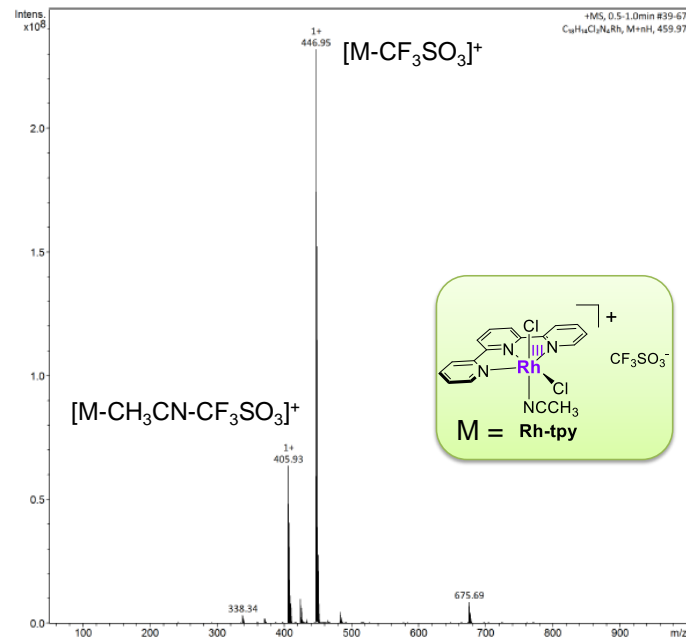 Intens.
x10⁸
+MS, 0.5-1.0min #39-67
C₁₈H₁₄Cl₂N₄Rh, M+nH, 459.97
1+
446.95
[M-CF₃SO₃]⁺
2.0
1.5
1.0
0.5
0.0
[M-CH₃CN-CF₃SO₃]⁺
1+
405.93
338.34
675.69
Cl
+
N
N
III
N
Rh
Cl
NCCH₃
CF₃SO₃⁻
M = Rh-tpy
100 200 300 400 500 600 700 800 900 m/z